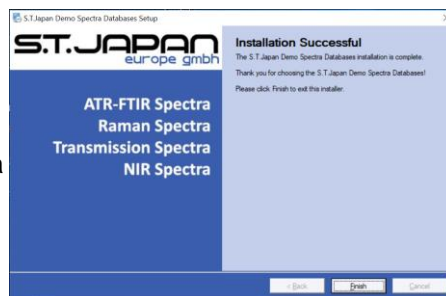 S.T.Japan Demo Spectra Databases Setup
S.T.JAPAN
europe gmbh
ATR-FTIR Spectra
Raman Spectra
Transmission Spectra
NIR Spectra
Installation Successful
The S.T.Japan Demo Spectra Databases installation is complete.
Thank you for choosing the S.T.Japan Demo Spectra Databases!
Please click Finish to exit this installer.
< Back
Finish
Cancel